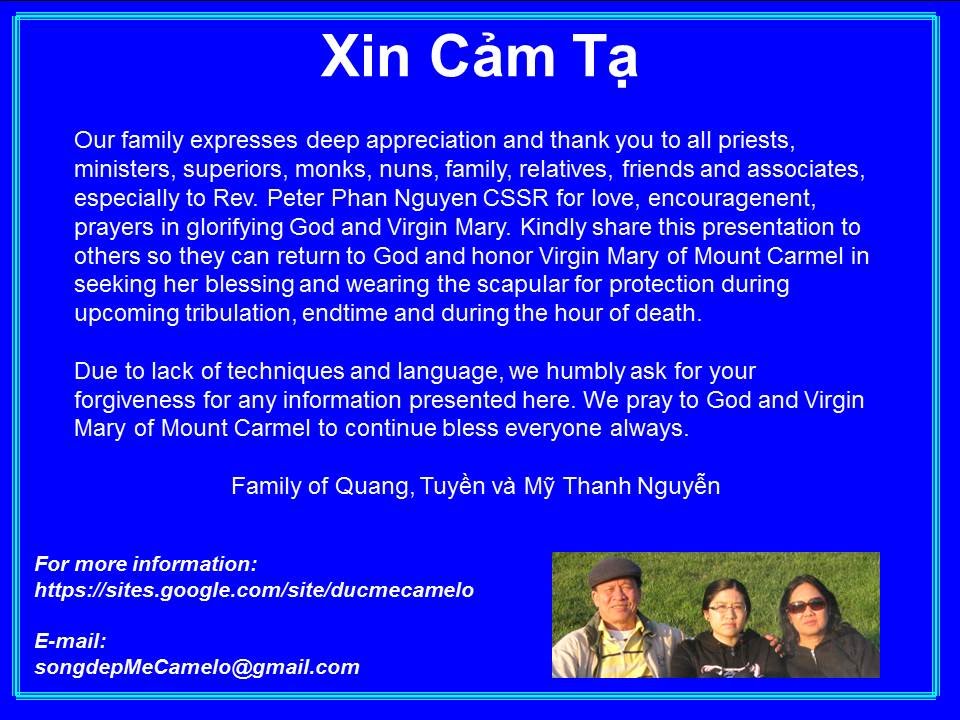 Xin Cảm Tạ
Our family expresses deep appreciation and thank you to all priests,
ministers, superiors, monks, nuns, family, relatives, friends and associates,
especially to Rev. Peter Phan Nguyen CSSR for love, encouragenent,
prayers in glorifying God and Virgin Mary. Kindly share this presentation to
others so they can return to God and honor Virgin Mary of Mount Carmel in
seeking her blessing and wearing the scapular for protection during
upcoming tribulation, endtime and during the hour of death.
Due to lack of techniques and language, we humbly ask for your
forgiveness for any information presented here. We pray to God and Virgin
Mary of Mount Carmel to continue bless everyone always.
Family of Quang, Tuyền và Mỹ Thanh Nguyễn
For more information:
https://sites.google.com/site/ducmecamelo
E-mail:
songdepMeCamelo@gmail.com